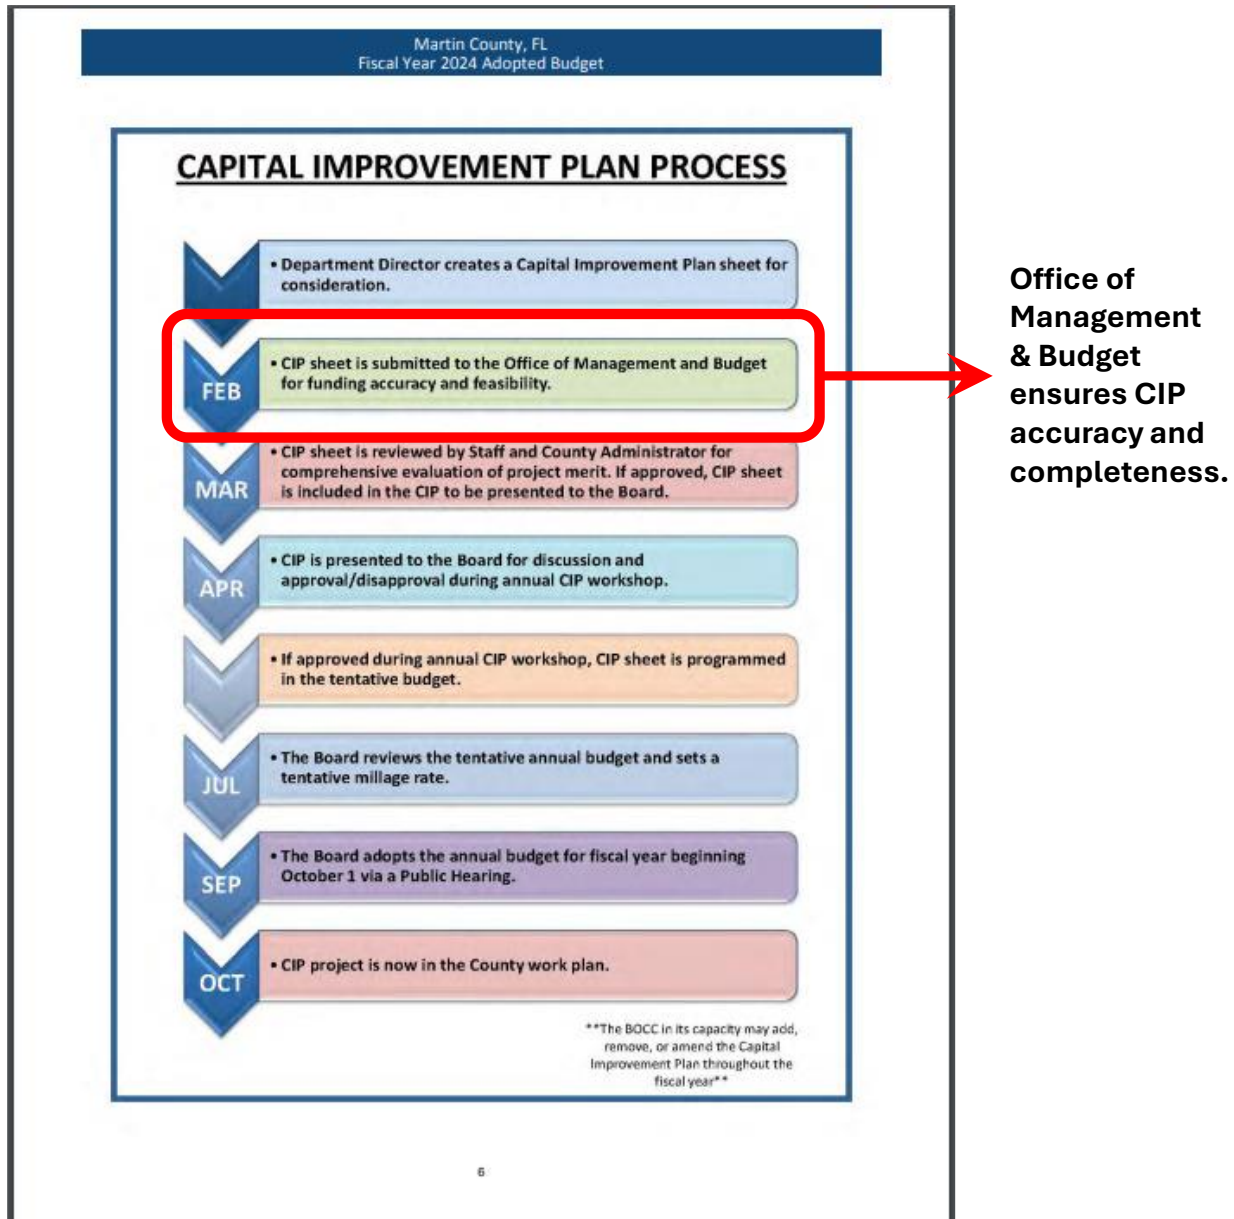 Martin County, FL
Fiscal Year 2024 Adopted Budget
CAPITAL IMPROVEMENT PLAN PROCESS
• Department Director creates a Capital Improvement Plan sheet for
consideration.
FEB
• CIP sheet is submitted to the Office of Management and Budget
for funding accuracy and feasibility.
MAR
• CIP sheet is reviewed by Staff and County Administrator for
comprehensive evaluation of project merit. If approved, CIP sheet
is included in the CIP to be presented to the Board.
APR
• CIP is presented to the Board for discussion and
approval/disapproval during annual CIP workshop.
• If approved during annual CIP workshop, CIP sheet is programmed
in the tentative budget.
JUL
• The Board reviews the tentative annual budget and sets a
tentative millage rate.
SEP
• The Board adopts the annual budget for fiscal year beginning
October 1 via a Public Hearing.
OCT
• CIP project is now in the County work plan.
**The BOCC in its capacity may add,
remove, or amend the Capital
Improvement Plan throughout the
fiscal year**
6
Office of
Management
& Budget
ensures CIP
accuracy and
completeness.